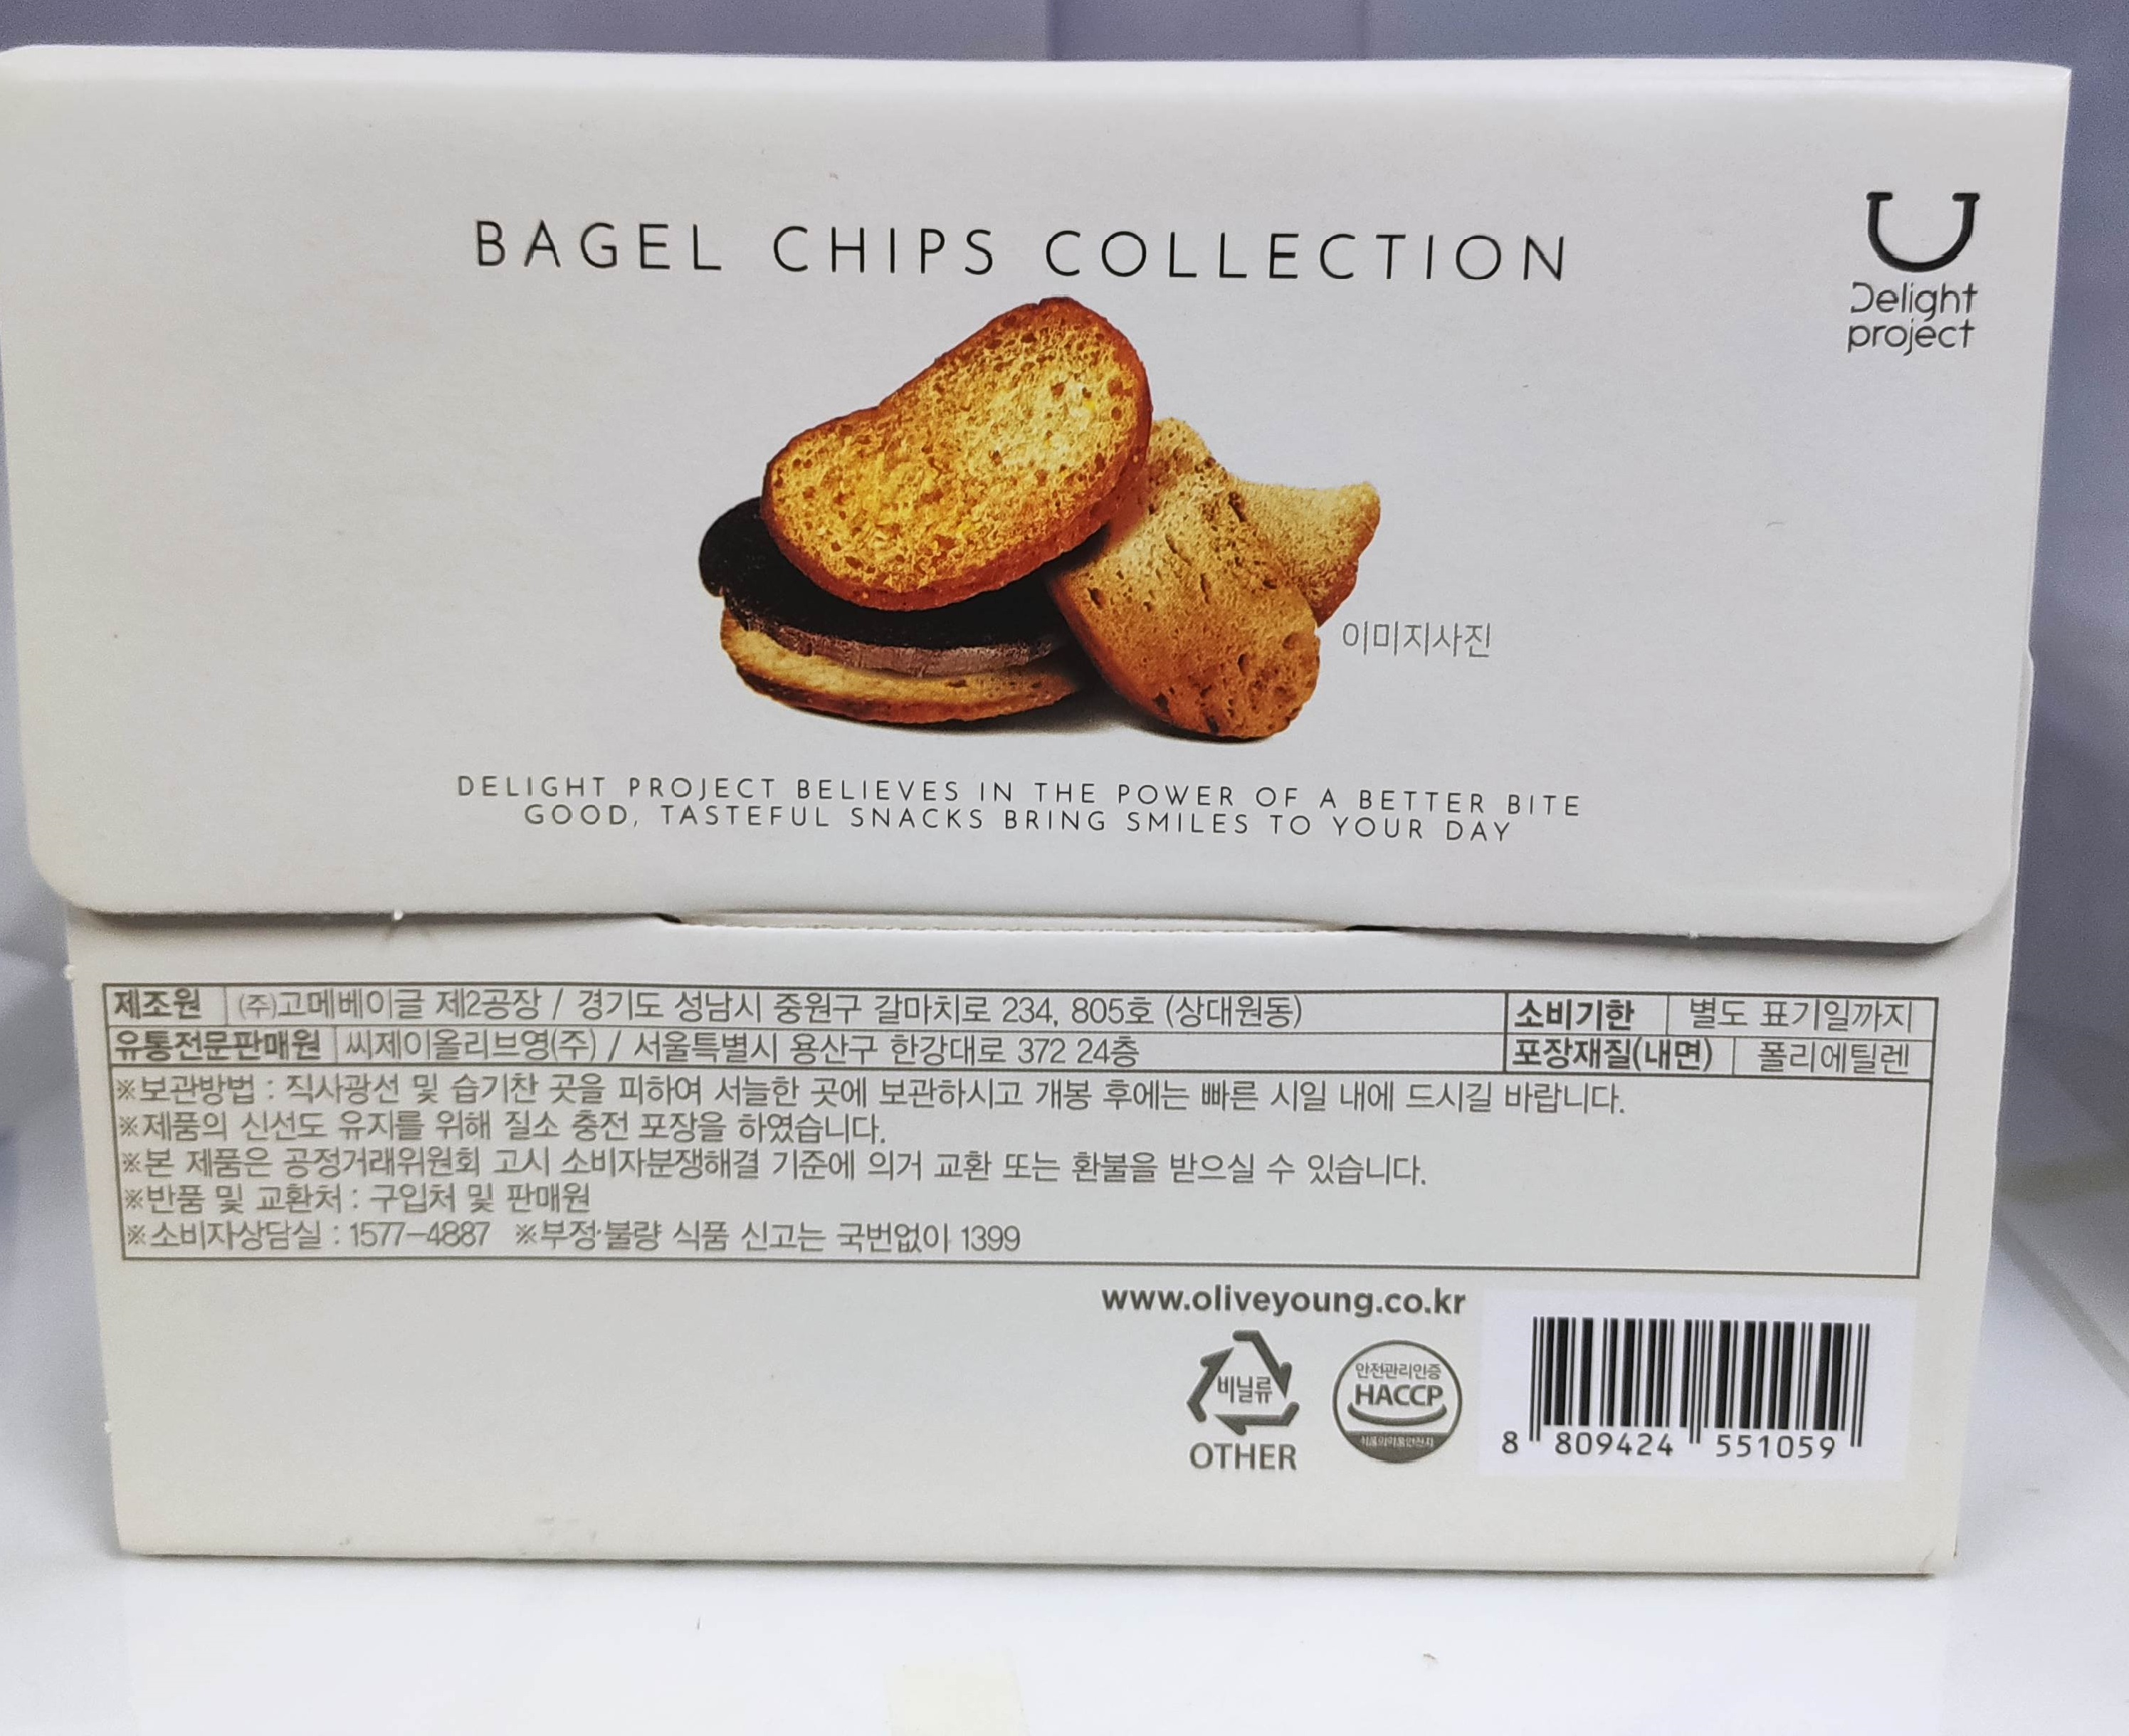 BAGEL CHIPS COLLECTION
Delight
project
이미지사진
DELIGHT PROJECT BELIEVES IN THE POWER OF A BETTER BITE
GOOD, TASTEFUL SNACKS BRING SMILES TO YOUR DAY
제조원 (주)고메베이글 제2공장 / 경기도 성남시 중원구 갈마치로 234, 805호 (상대원동) 소비기한 별도 표기일까지
유통전문판매원 씨제이올리브영(주) / 서울특별시 용산구 한강대로 372 24층 포장재질(내면) 폴리에틸렌
※보관방법 : 직사광선 및 습기찬 곳을 피하여 서늘한 곳에 보관하시고 개봉 후에는 빠른 시일 내에 드시길 바랍니다.
※제품의 신선도 유지를 위해 질소 충전 포장을 하였습니다.
※본 제품은 공정거래위원회 고시 소비자분쟁해결 기준에 의거 교환 또는 환불을 받으실 수 있습니다.
※반품 및 교환처 : 구입처 및 판매원
※소비자상담실 : 1577-4887 ※부정·불량 식품 신고는 국번없이 1399
www.oliveyoung.co.kr
비닐류
OTHER
안전관리인증
HACCP
식품의약품안전처
8 809424 551059